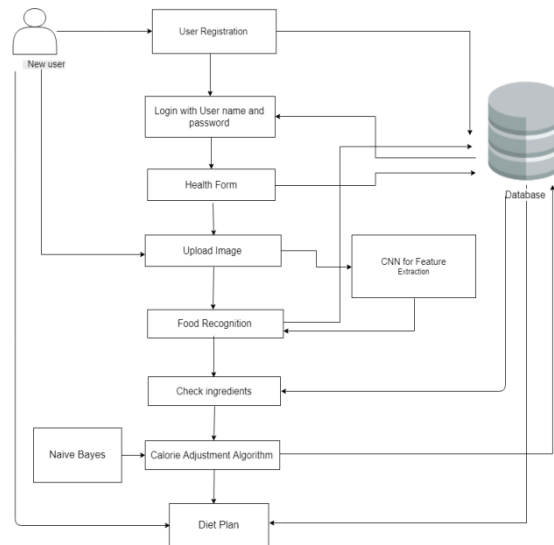 User Registration
New user
Login with User name and
password
Database
Health Form
Upload Image
CNN for Feature
Extraction
Food Recognition
Check ingredients
Naive Bayes
Calorie Adjustment Algorithm
Diet Plan